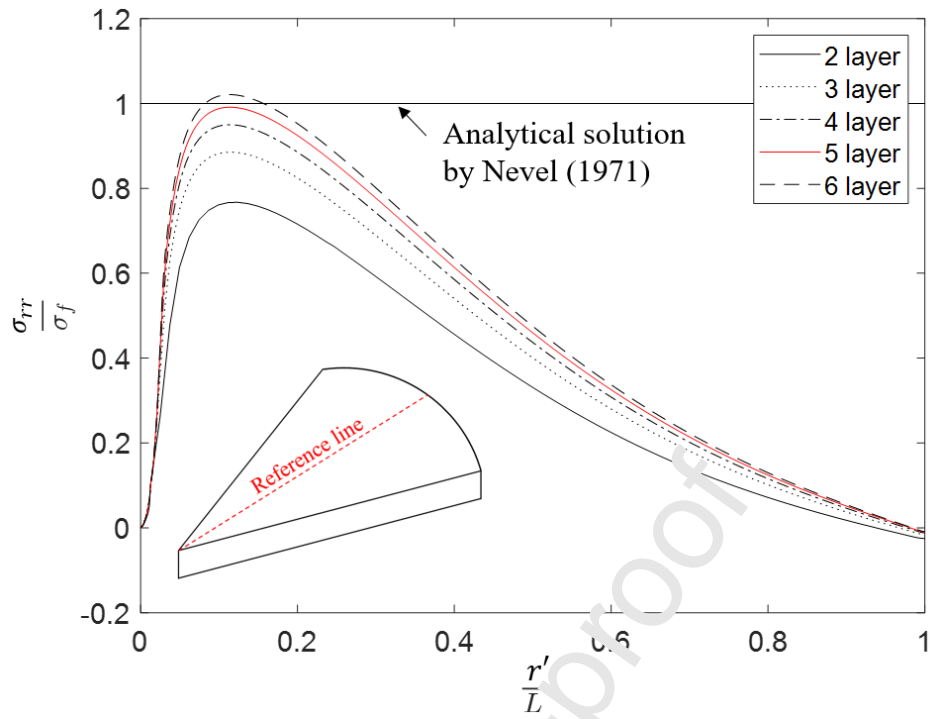 1.2
1
0.8
0.6
0.4
0.2
0
-0.2
σrr
σf
2 layer
3 layer
4 layer
5 layer
6 layer
Analytical solution
by Nevel (1971)
Reference line
0
0.2
0.4
0.6
0.8
1
r′
L
proof